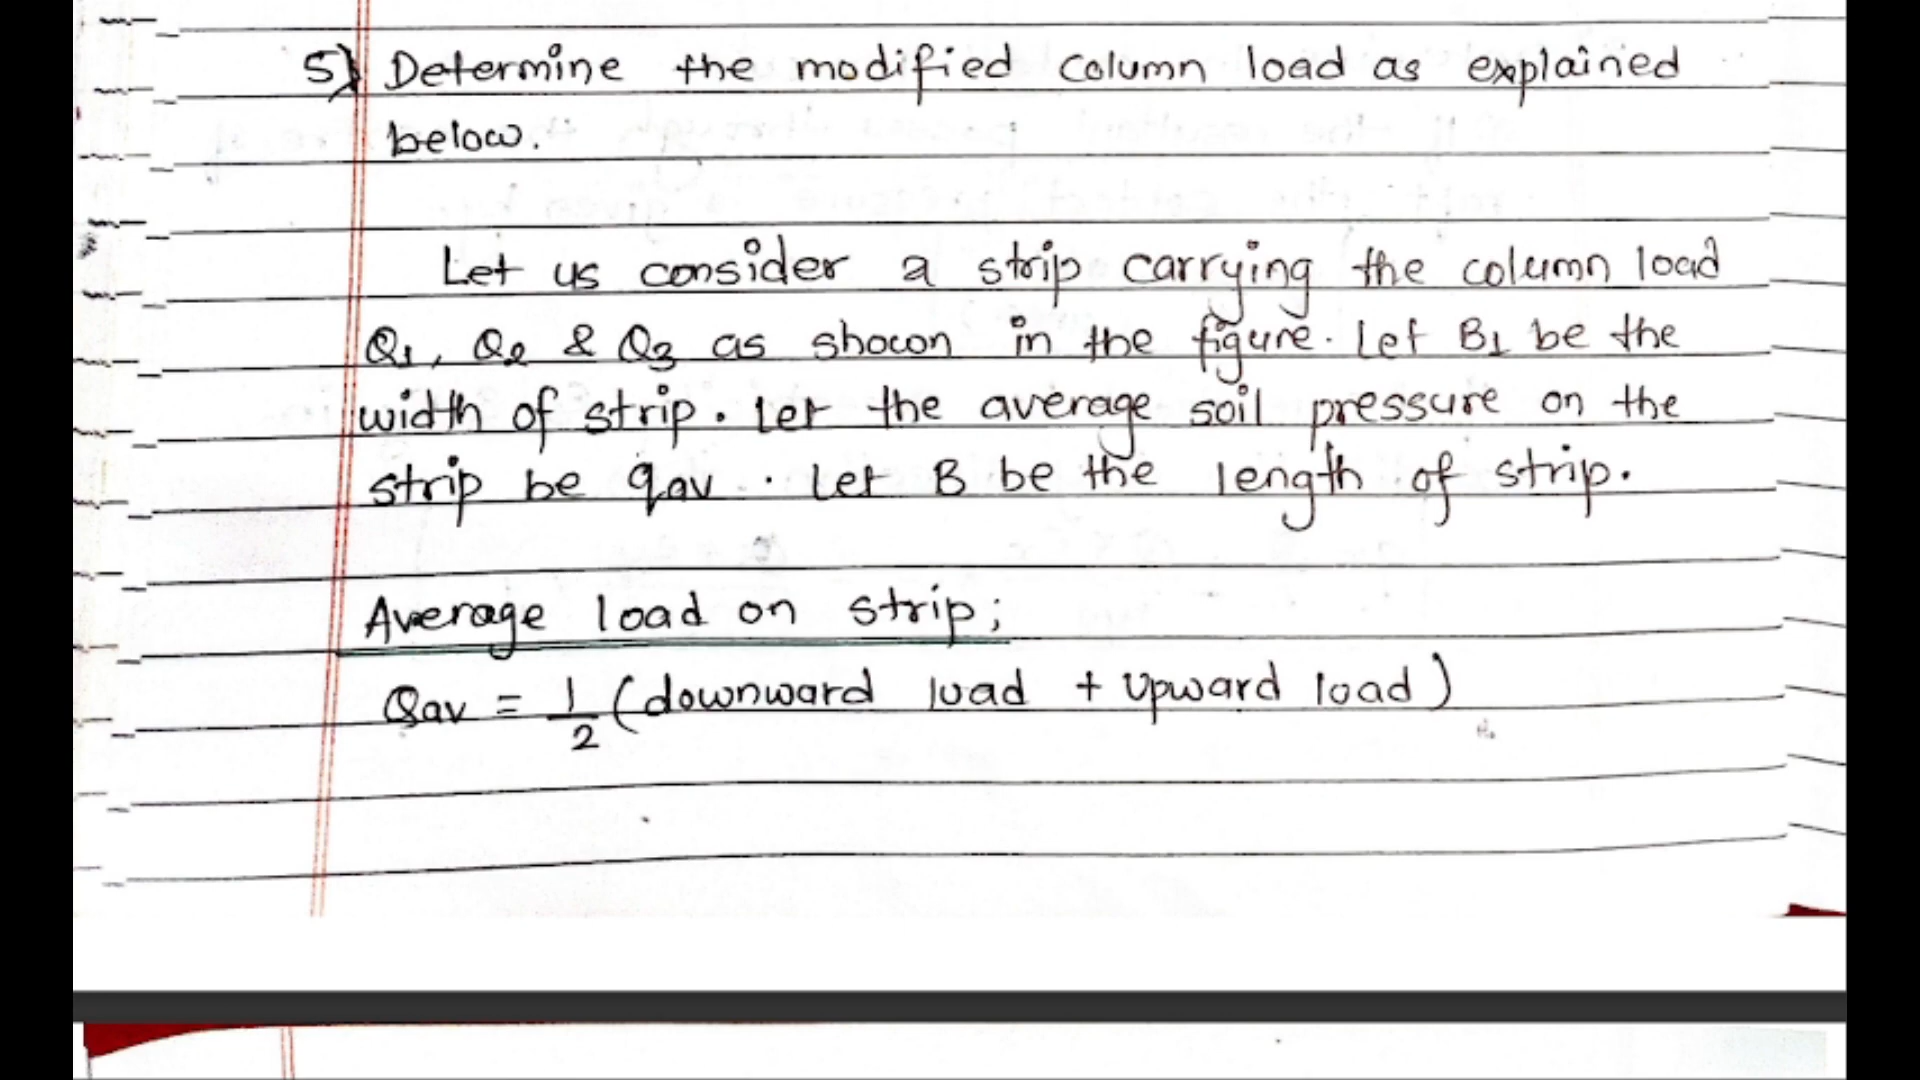 5) Determine the modified column load as explained
below.
Let us consider a strip carrying the column load
Q1, Q2 & Q3 as shown in the figure. Let B1 be the
width of strip. Let the average soil pressure on the
strip be qav. Let B be the length of strip.
Average load on strip;
Qav = 1/2 (downward load + upward load)